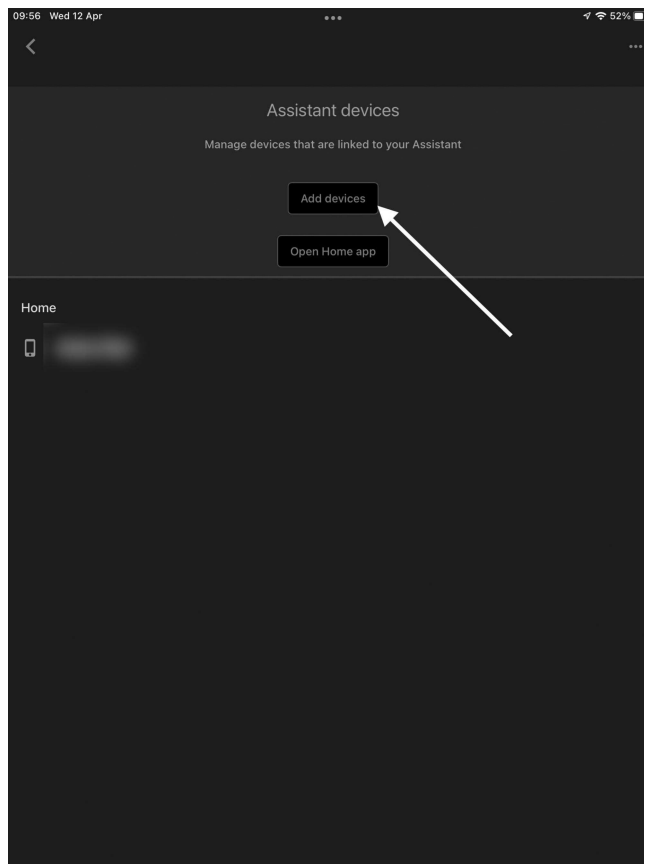 09:56 Wed 12 Apr
52%
Assistant devices
Manage devices that are linked to your Assistant
Add devices
Open Home app
Home